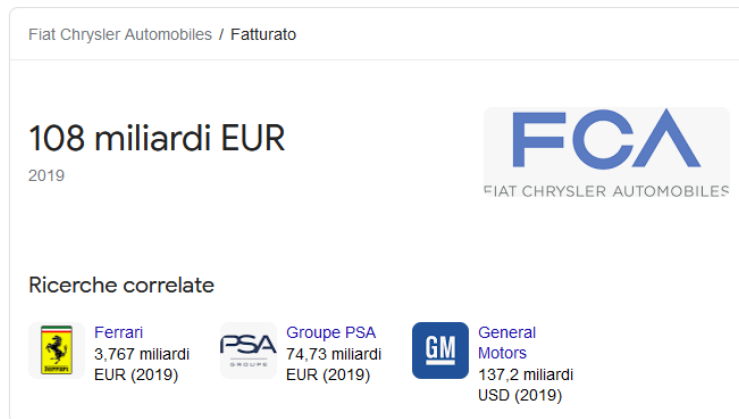 Fiat Chrysler Automobiles / Fatturato
108 miliardi EUR
2019
FCA
FIAT CHRYSLER AUTOMOBILES
Ricerche correlate
Ferrari
3,767 miliardi
EUR (2019)
Ferrari
PSA
GROUPE
Groupe PSA
74,73 miliardi
EUR (2019)
GM
General
Motors
137,2 miliardi
USD (2019)